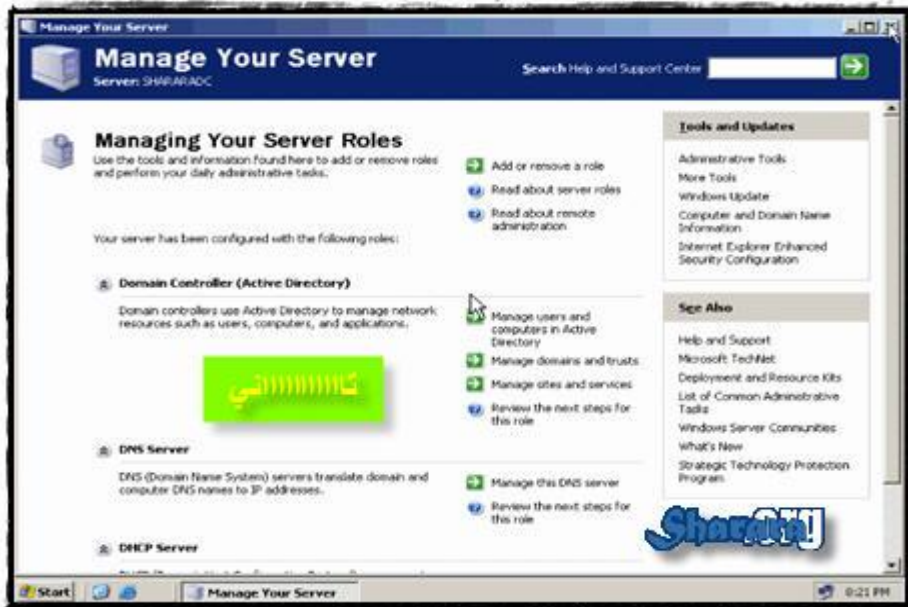 Manage Your Server
Manage Your Server
Server: SHARARADC
Search Help and Support Center
Managing Your Server Roles
Use the tools and information found here to add or remove roles
and perform your daily administrative tasks.
Add or remove a role
Read about server roles
Read about remote
administration
Your server has been configured with the following roles:
Domain Controller (Active Directory)
Domain controllers use Active Directory to manage network
resources such as users, computers, and applications.
Manage users and
computers in Active
Directory
Manage domains and trusts
Manage sites and services
Review the next steps for
this role
DNS Server
DNS (Domain Name System) servers translate domain and
computer DNS names to IP addresses.
Manage this DNS server
Review the next steps for
this role
DHCP Server
Tools and Updates
Administrative Tools
More Tools
Windows Update
Computer and Domain Name
Information
Internet Explorer Enhanced
Security Configuration
See Also
Help and Support
Microsoft TechNet
Deployment and Resource Kits
List of Common Administrative
Tasks
Windows Server Communities
What's New
Strategic Technology Protection
Program
Sharara
org
Start
Manage Your Server
8:21 PM